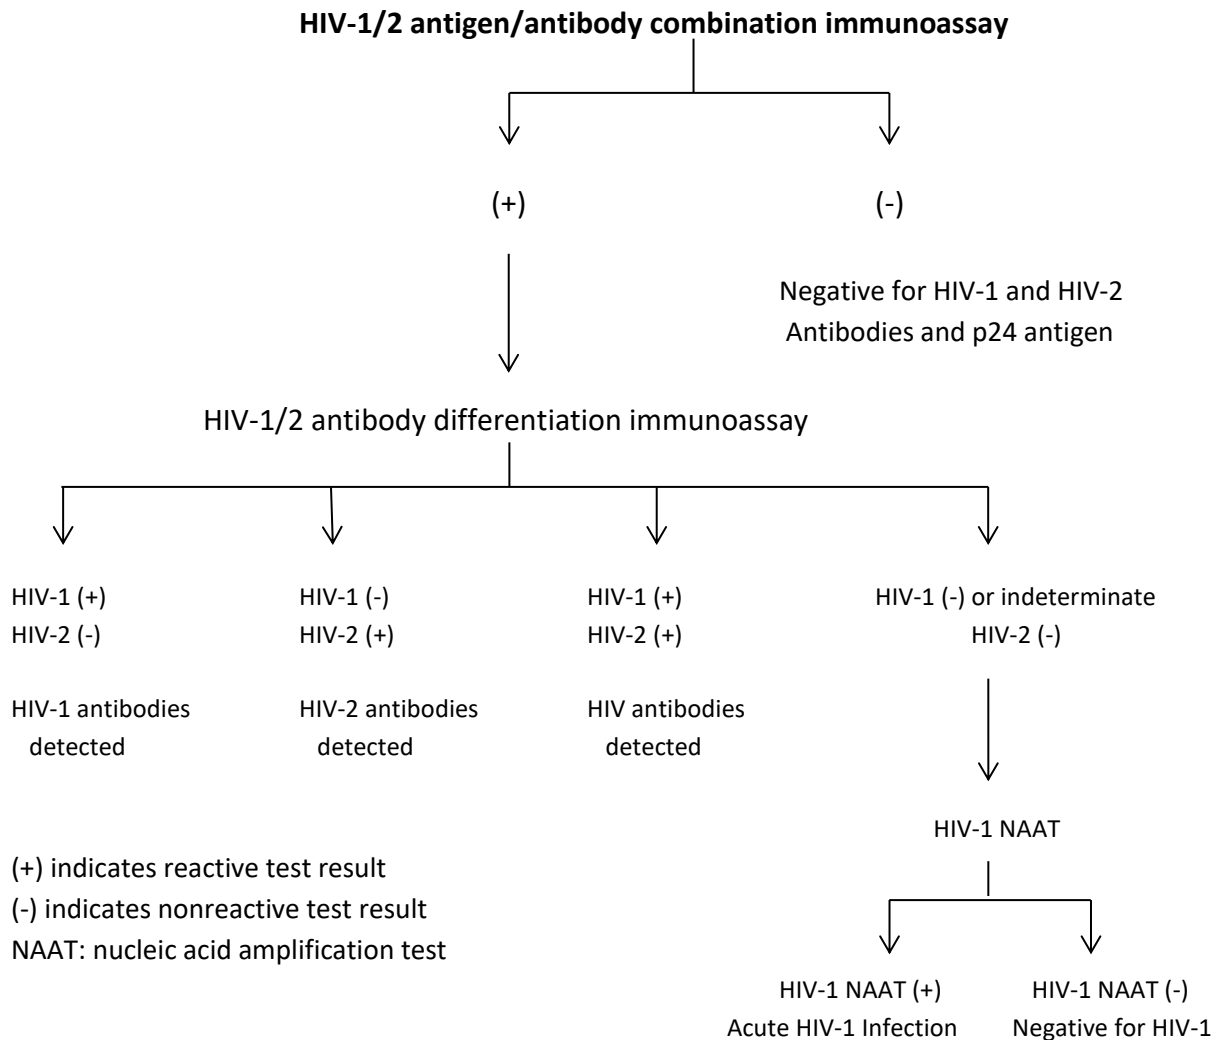 HIV-1/2 antigen/antibody combination immunoassay
(+)
(-)
Negative for HIV-1 and HIV-2
Antibodies and p24 antigen
HIV-1/2 antibody differentiation immunoassay
HIV-1 (+)
HIV-2 (-)
HIV-1 antibodies
detected
HIV-1 (-)
HIV-2 (+)
HIV-2 antibodies
detected
HIV-1 (+)
HIV-2 (+)
HIV antibodies
detected
HIV-1 (-) or indeterminate
HIV-2 (-)
HIV-1 NAAT
HIV-1 NAAT (+)
Acute HIV-1 Infection
HIV-1 NAAT (-)
Negative for HIV-1
(+) indicates reactive test result
(-) indicates nonreactive test result
NAAT: nucleic acid amplification test